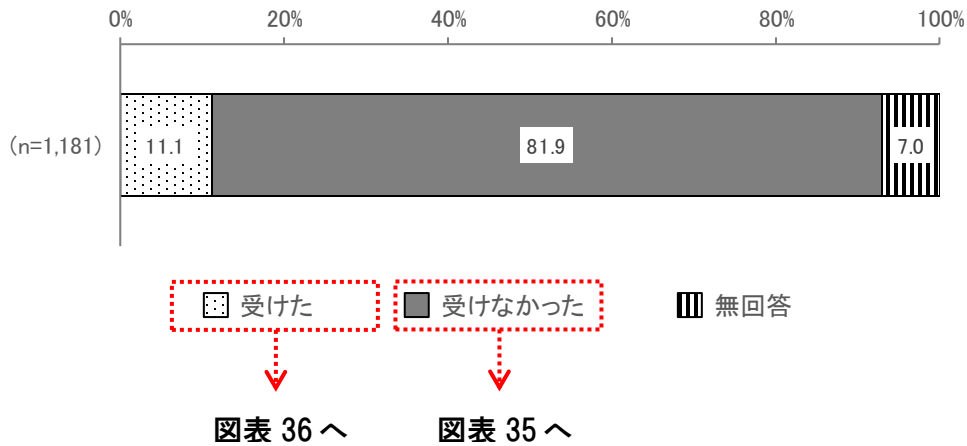 0% 20% 40% 60% 80% 100%
（n=1,181） 11.1 81.9 7.0
受けた 受けなかった 無回答
図表 36 へ 図表 35 へ